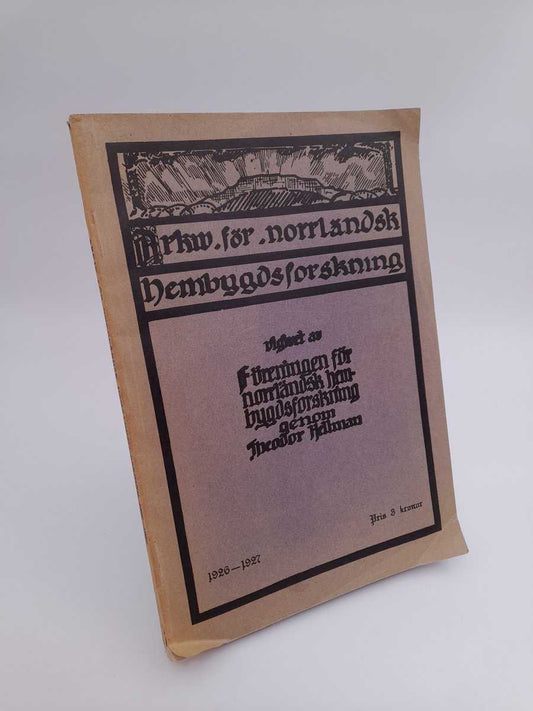 Arkiv för norrländsk
hembygdsforskning
utgivet av
Föreningen för
norrländsk hem-
bygdsforskning
genom
Theodor Hellman
Pris 3 kronor
1926—1927